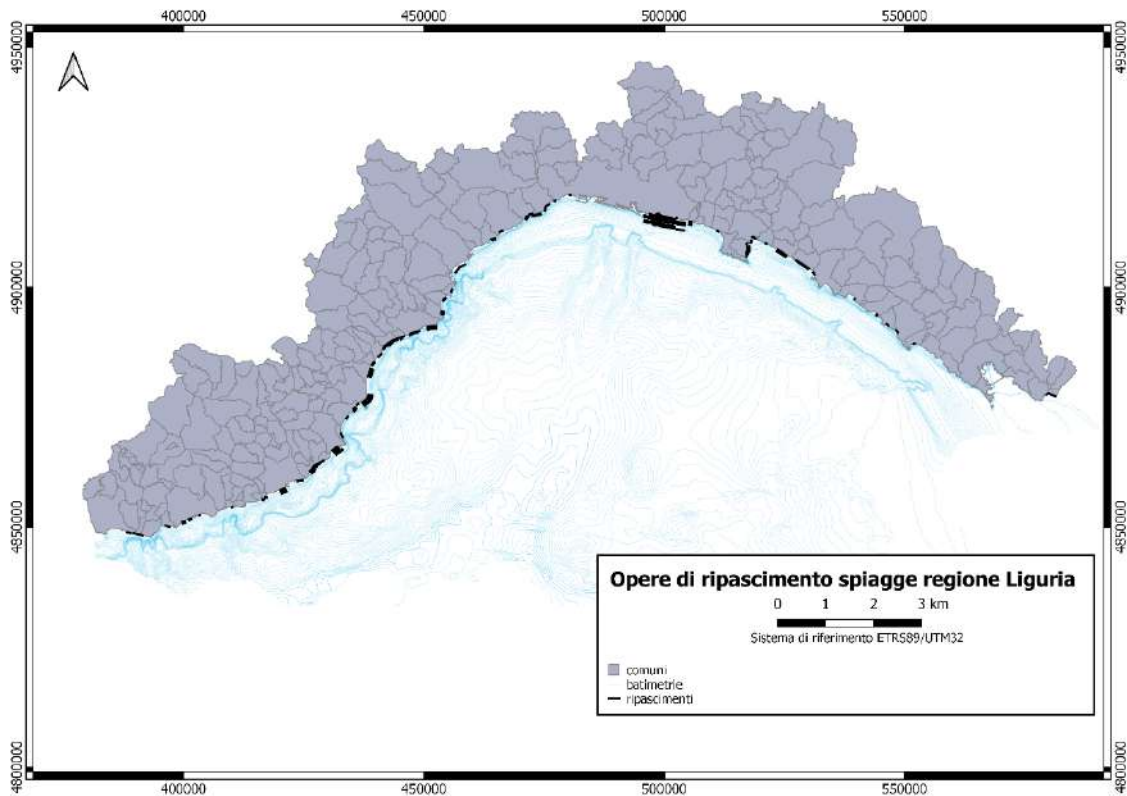 400000 450000 500000 550000
4950000 4950000
4900000 4900000
4850000 4850000
Opere di ripascimento spiagge regione Liguria
0 1 2 3 km
Sistema di riferimento ETRS89/UTM32
comuni
batimetrie
ripascimenti
4800000 4800000
400000 450000 500000 550000